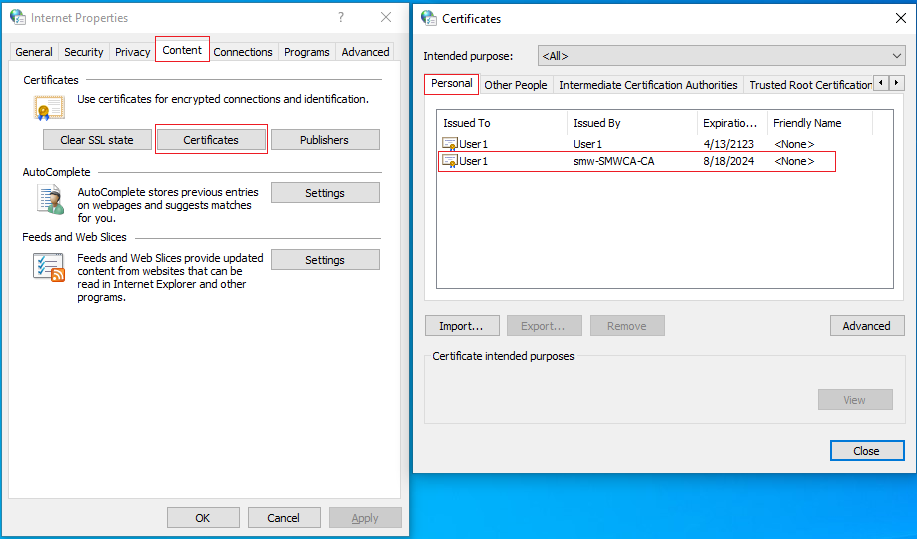 Internet Properties
?
General Security Privacy Content Connections Programs Advanced
Certificates
Use certificates for encrypted connections and identification.
Clear SSL state Certificates Publishers
AutoComplete
AutoComplete stores previous entries
on webpages and suggests matches
for you.
Settings
Feeds and Web Slices
Feeds and Web Slices provide updated
content from websites that can be
read in Internet Explorer and other
programs.
Settings
OK Cancel Apply
Certificates
Intended purpose: <All>
Personal Other People Intermediate Certification Authorities Trusted Root Certification
Issued To Issued By Expiratio... Friendly Name
User1 User1 4/13/2123 <None>
User1 smw-SMWCA-CA 8/18/2024 <None>
Import... Export... Remove Advanced
Certificate intended purposes
View
Close